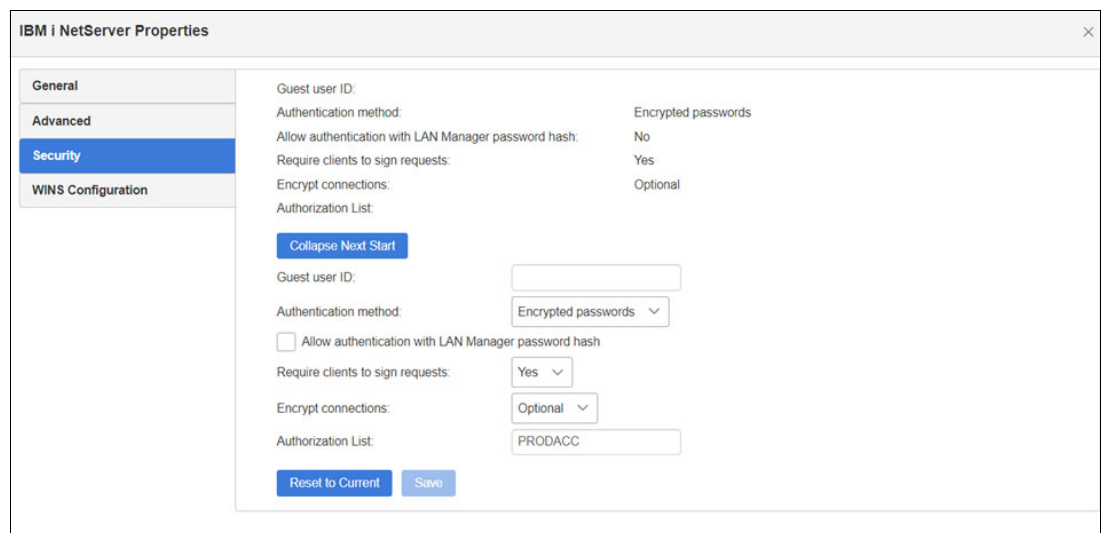 IBM i NetServer Properties
General
Advanced
Security
WINS Configuration
Guest user ID:
Authentication method: Encrypted passwords
Allow authentication with LAN Manager password hash: No
Require clients to sign requests: Yes
Encrypt connections: Optional
Authorization List:
Collapse Next Start
Guest user ID:
Authentication method: Encrypted passwords
Allow authentication with LAN Manager password hash
Require clients to sign requests: Yes
Encrypt connections: Optional
Authorization List: PRODACC
Reset to Current Save